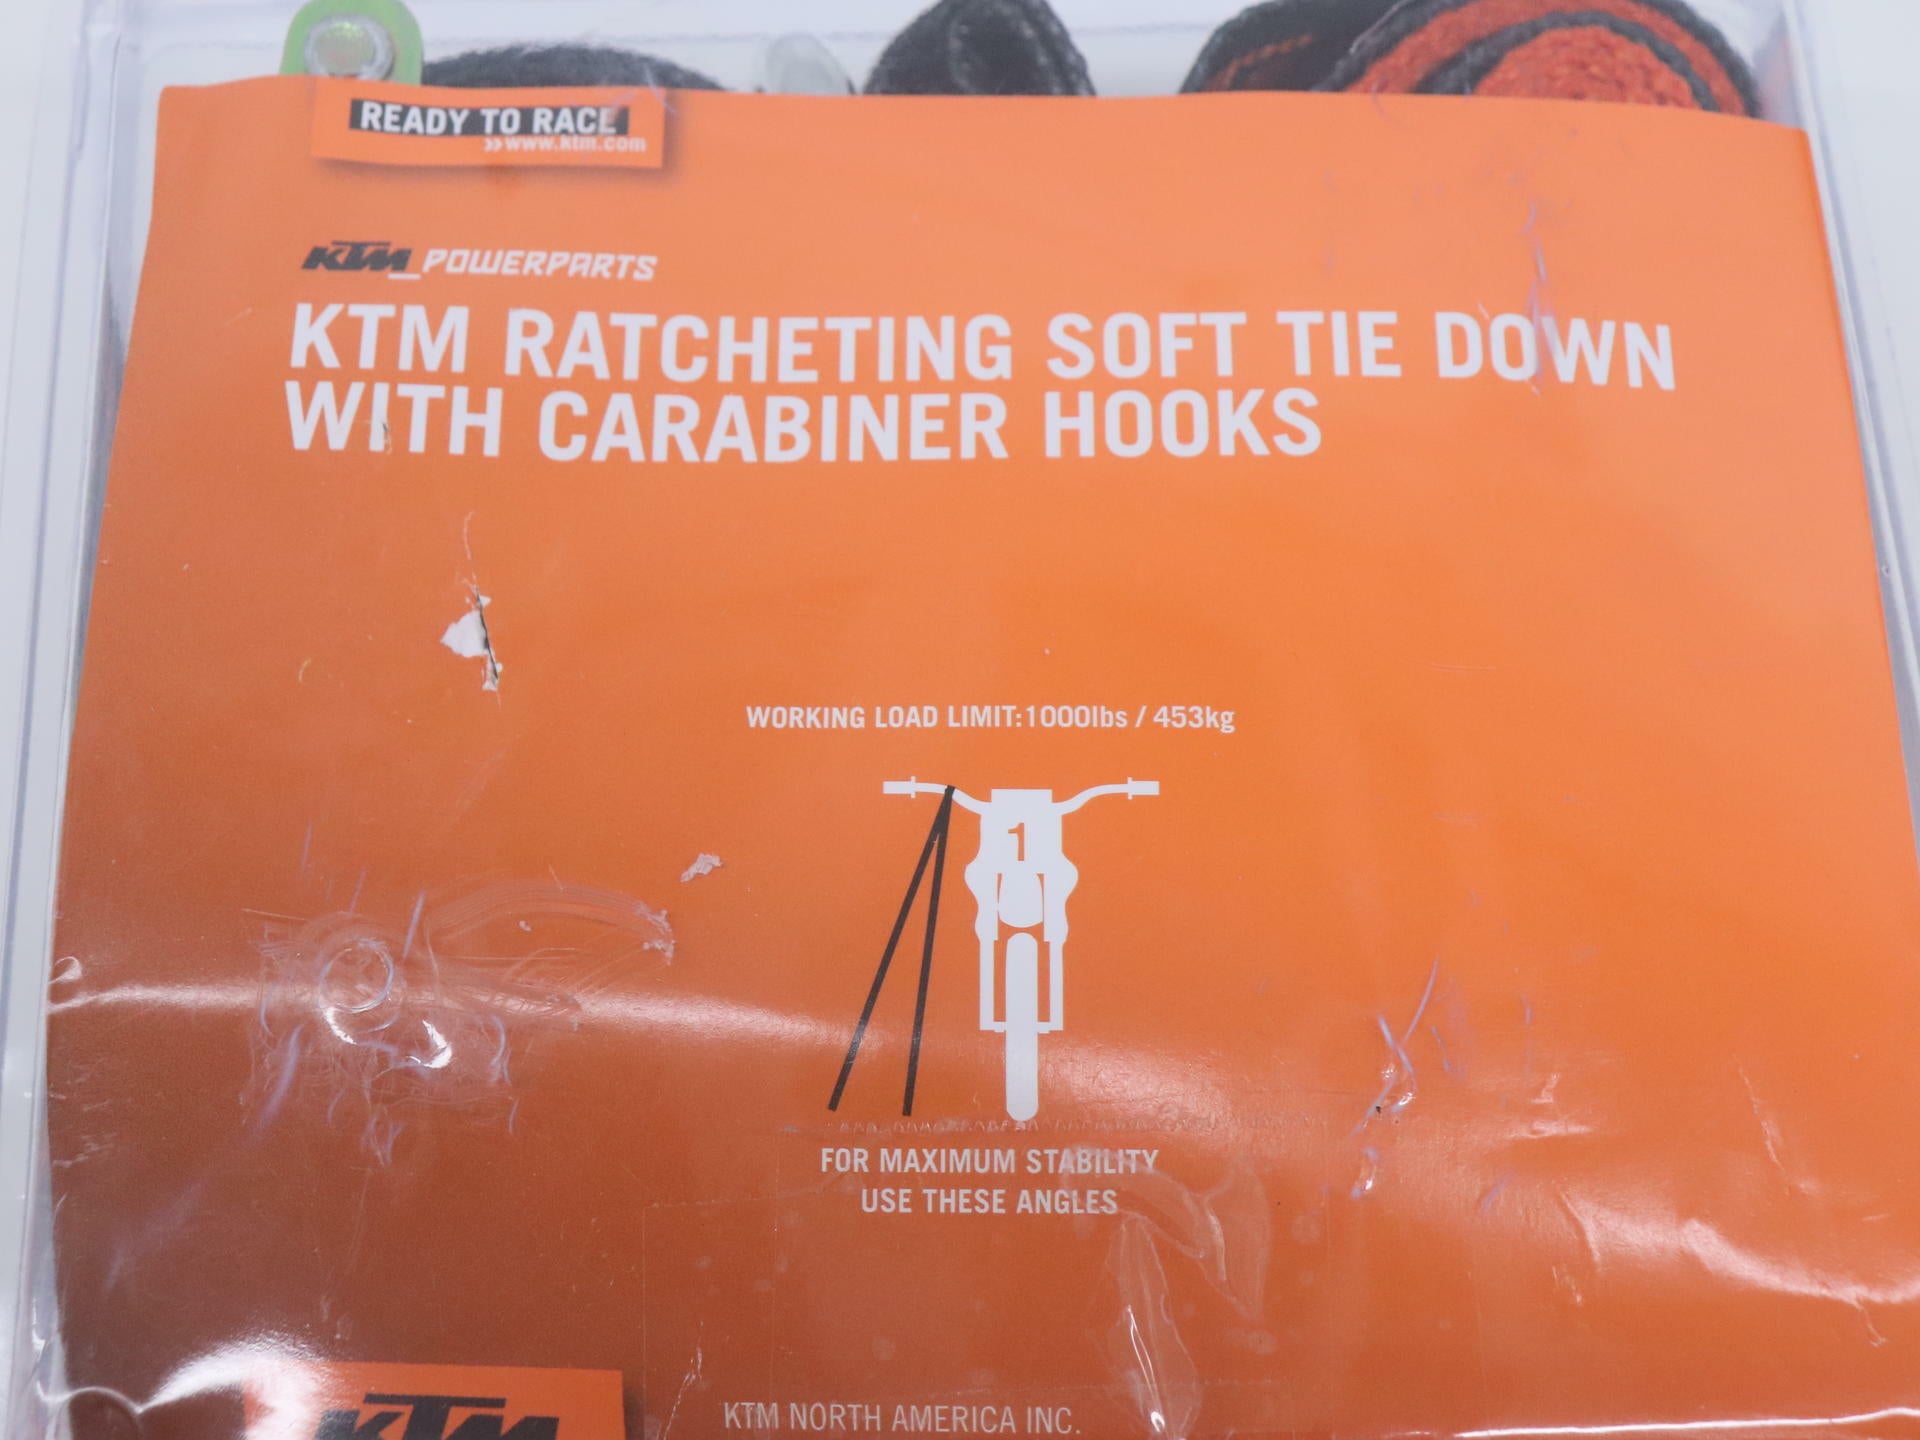 READY TO RACE
»www.ktm.com
KTM_POWERPARTS
KTM RATCHETING SOFT TIE DOWN
WITH CARABINER HOOKS
WORKING LOAD LIMIT:1000lbs / 453kg
1
FOR MAXIMUM STABILITY
USE THESE ANGLES
KTM
KTM NORTH AMERICA INC.